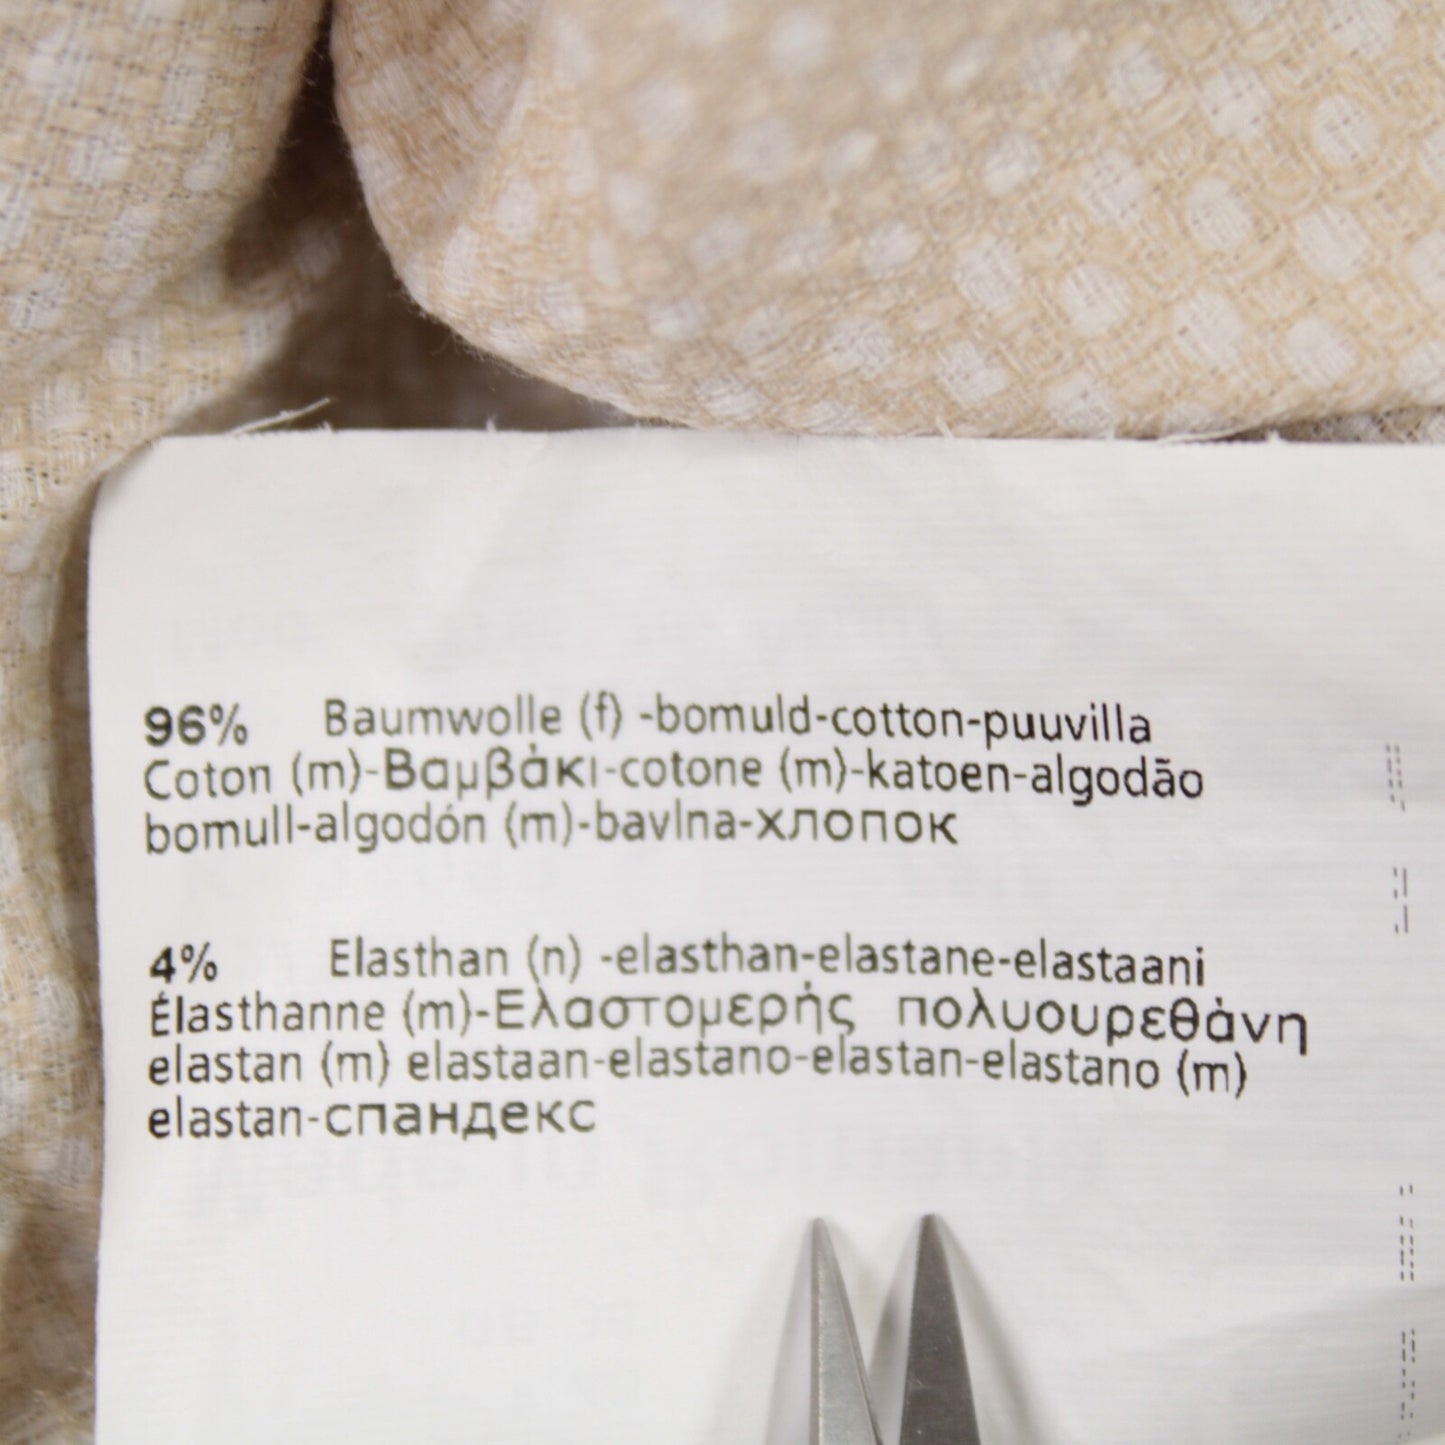 96% Baumwolle (f) -bomuld-cotton-puuvilla
Coton (m)-Βαμβάκι-cotone (m)-katoen-algodão
bomull-algodón (m)-bavlna-хлопок
4% Elasthan (n) -elasthan-elastane-elastaani
Élasthanne (m)-Ελαστομερής πολυουρεθάνη
elastan (m) elastaan-elastano-elastan-elastano (m)
elastan-спандекс